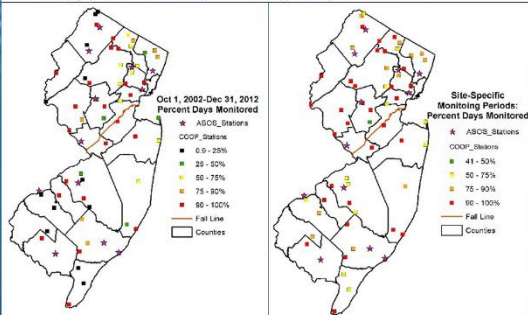 Oct 1, 2002-Dec 31, 2012
Percent Days Monitored
ASOS_Stations
COOP_Stations
0.9 - 25%
25 - 50%
50 - 75%
75 - 90%
90 - 100%
Fall Line
Counties
Site-Specific
Monitoing Periods:
Percent Days Monitored
ASOS_Stations
COOP_Stations
41 - 50%
50 - 75%
75 - 90%
90 - 100%
Fall Line
Counties